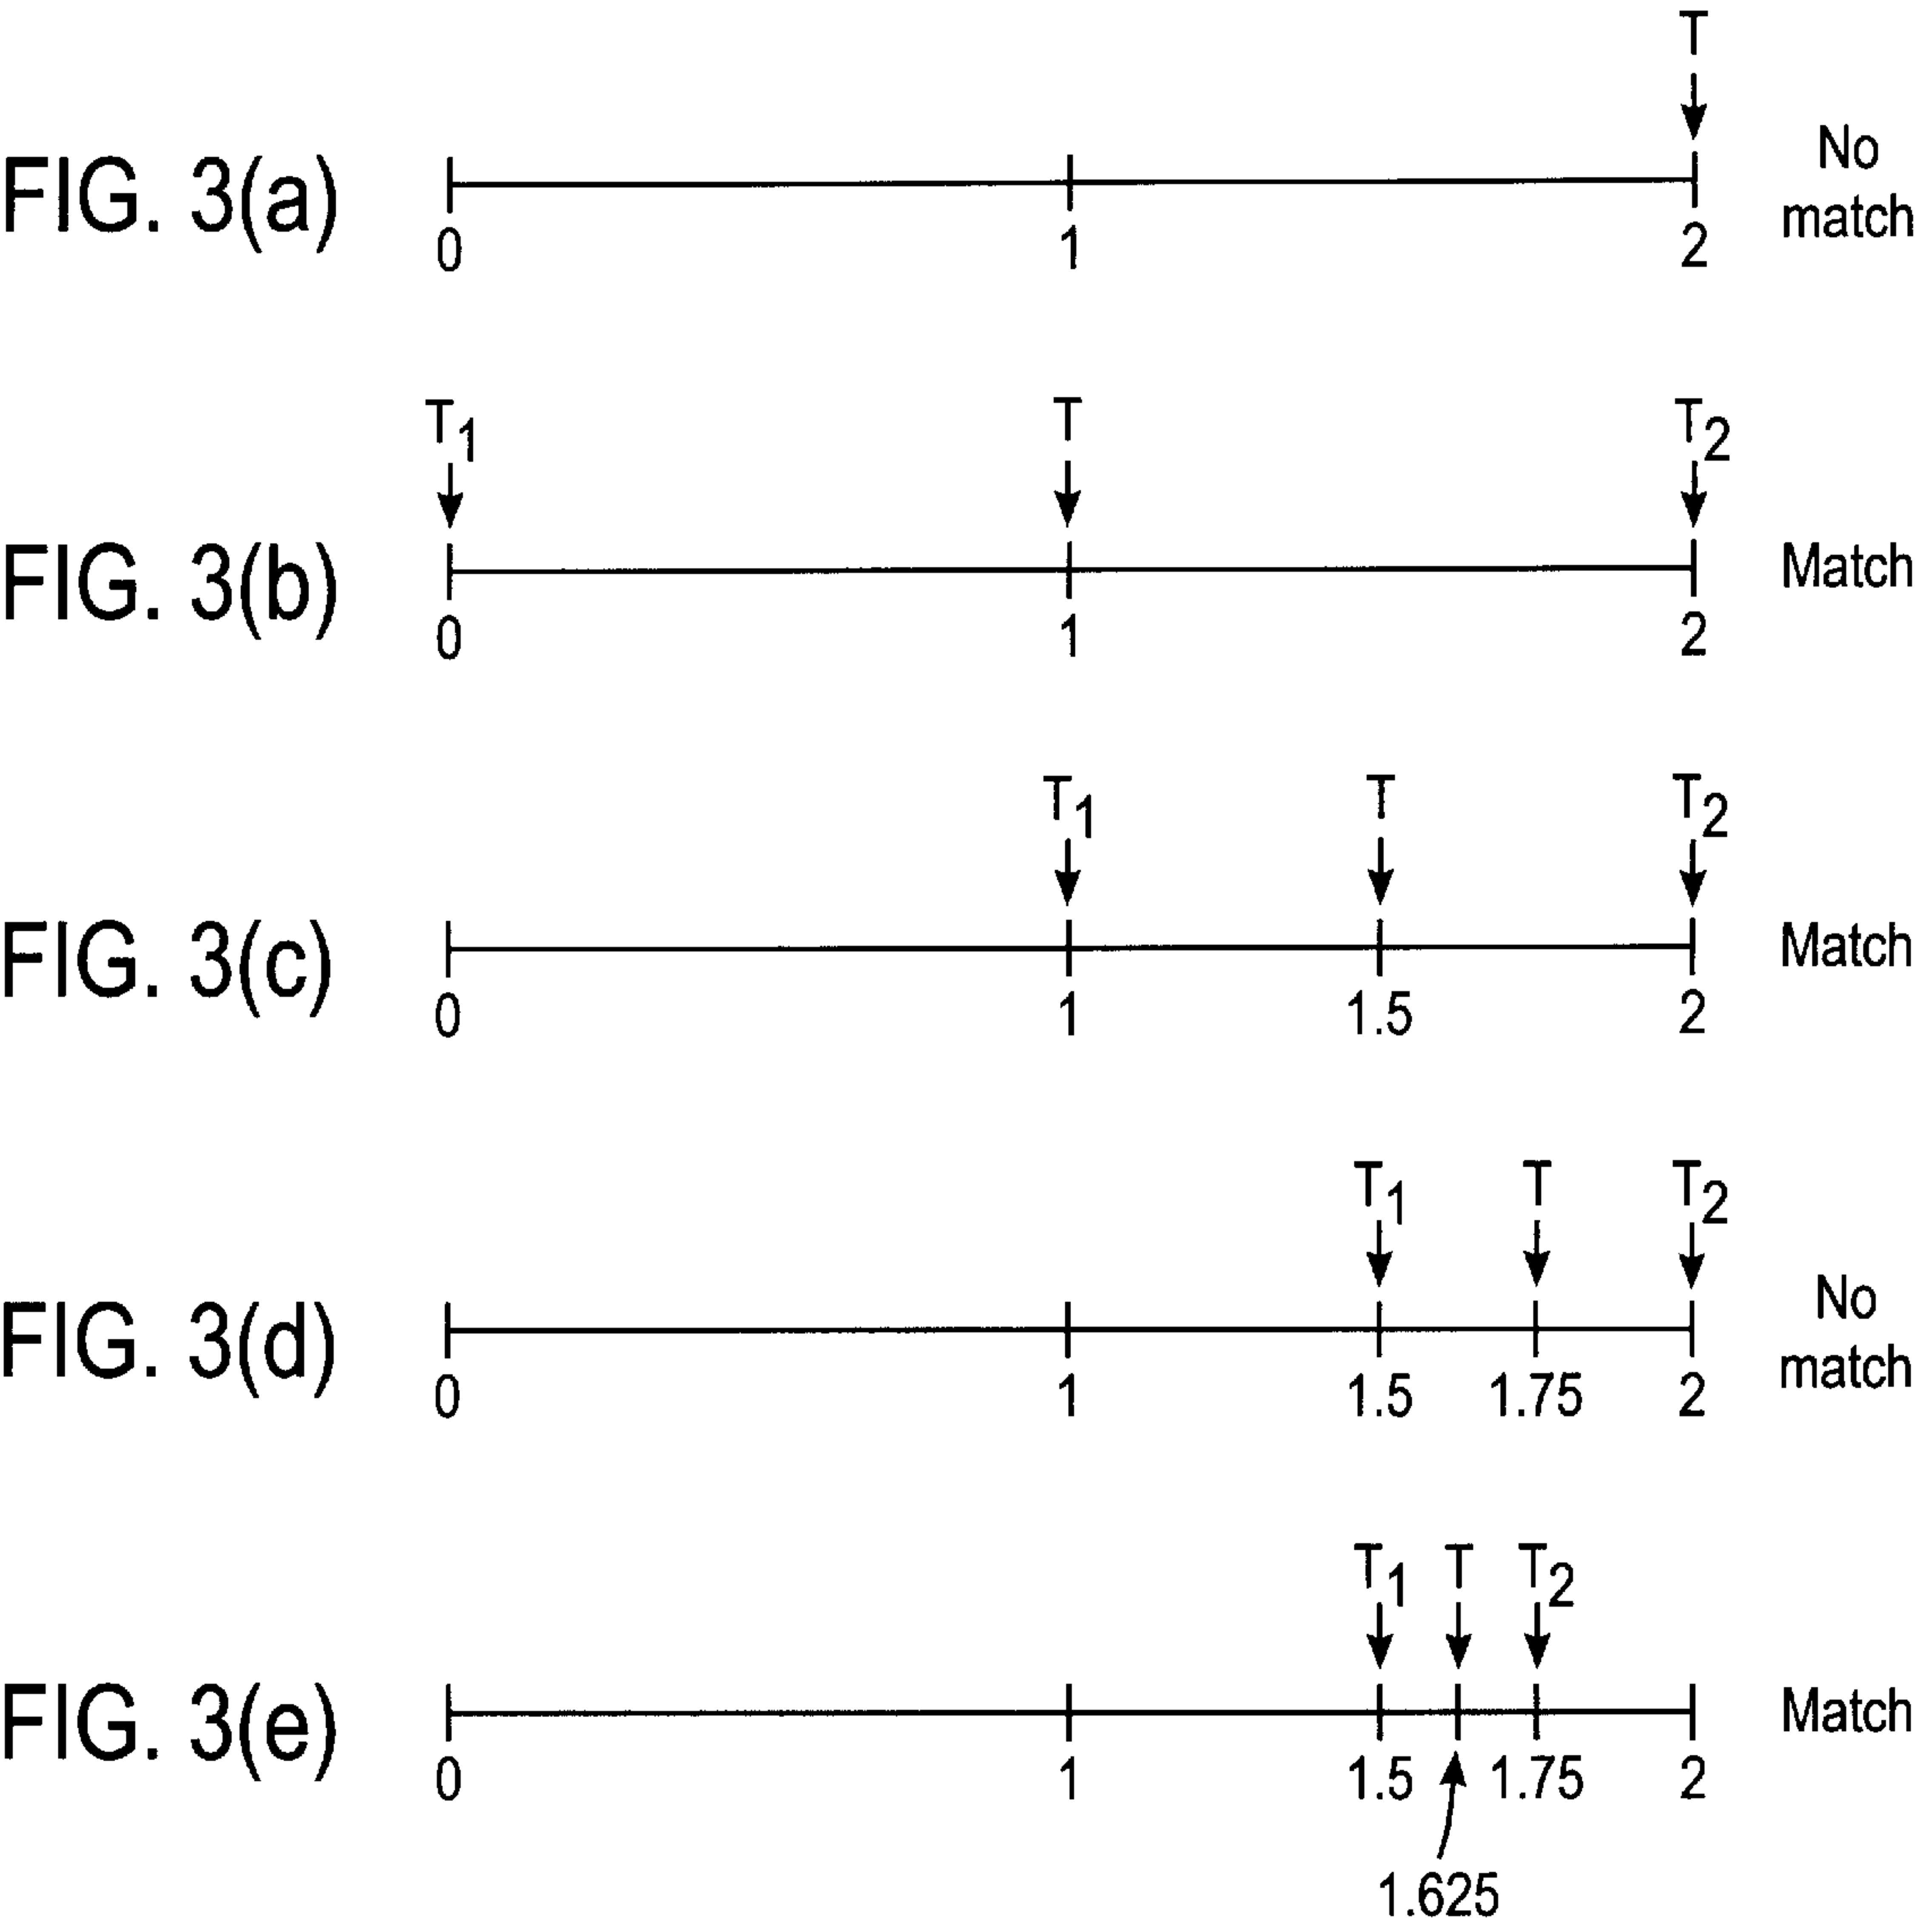 T
FIG. 3(a)
No
match
0 1 2
T1 T T2
FIG. 3(b)
Match
0 1 2
T1 T T2
FIG. 3(c)
Match
0 1 1.5 2
T1 T T2
FIG. 3(d)
No
match
0 1 1.5 1.75 2
T1 T T2
FIG. 3(e)
Match
0 1 1.5 1.75 2
1.625